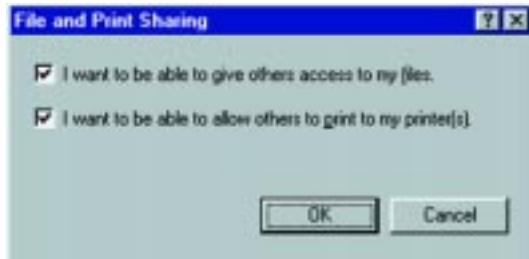 File and Print Sharing
I want to be able to give others access to my files.
I want to be able to allow others to print to my printer(s).
OK Cancel